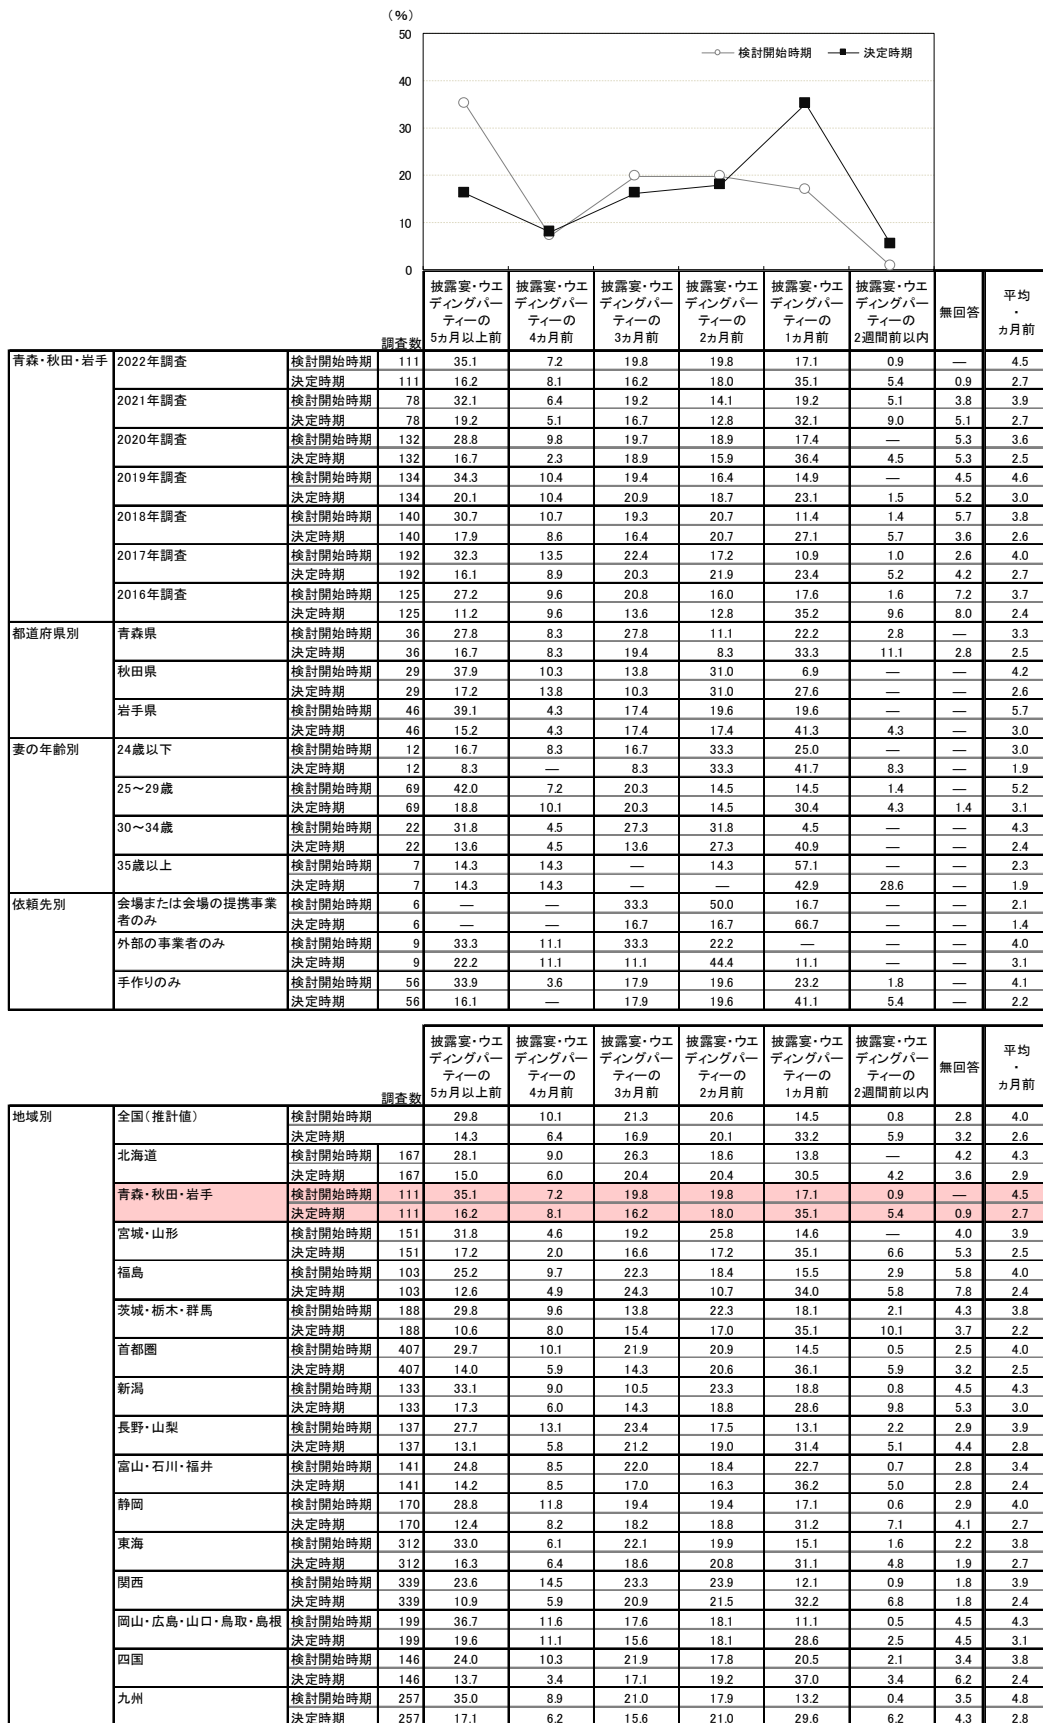 （％）
50
40
30
20
10
0
検討開始時期 決定時期
調査数 披露宴・ウエディングパーティーの5ヵ月以上前 披露宴・ウエディングパーティーの4ヵ月前 披露宴・ウエディングパーティーの3ヵ月前 披露宴・ウエディングパーティーの2ヵ月前 披露宴・ウエディングパーティーの1ヵ月前 披露宴・ウエディングパーティーの2週間前以内 無回答 平均・ヵ月前
青森・秋田・岩手 2022年調査 検討開始時期 111 35.1 7.2 19.8 19.8 17.1 0.9 ― 4.5
決定時期 111 16.2 8.1 16.2 18.0 35.1 5.4 0.9 2.7
2021年調査 検討開始時期 78 32.1 6.4 19.2 14.1 19.2 5.1 3.8 3.9
決定時期 78 19.2 5.1 16.7 12.8 32.1 9.0 5.1 2.7
2020年調査 検討開始時期 132 28.8 9.8 19.7 18.9 17.4 ― 5.3 3.6
決定時期 132 16.7 2.3 18.9 15.9 36.4 4.5 5.3 2.5
2019年調査 検討開始時期 134 34.3 10.4 19.4 16.4 14.9 ― 4.5 4.6
決定時期 134 20.1 10.4 20.9 18.7 23.1 1.5 5.2 3.0
2018年調査 検討開始時期 140 30.7 10.7 19.3 20.7 11.4 1.4 5.7 3.8
決定時期 140 17.9 8.6 16.4 20.7 27.1 5.7 3.6 2.6
2017年調査 検討開始時期 192 32.3 13.5 22.4 17.2 10.9 1.0 2.6 4.0
決定時期 192 16.1 8.9 20.3 21.9 23.4 5.2 4.2 2.7
2016年調査 検討開始時期 125 27.2 9.6 20.8 16.0 17.6 1.6 7.2 3.7
決定時期 125 11.2 9.6 13.6 12.8 35.2 9.6 8.0 2.4
都道府県別 青森県 検討開始時期 36 27.8 8.3 27.8 11.1 22.2 2.8 ― 3.3
決定時期 36 16.7 8.3 19.4 8.3 33.3 11.1 2.8 2.5
秋田県 検討開始時期 29 37.9 10.3 13.8 31.0 6.9 ― ― 4.2
決定時期 29 17.2 13.8 10.3 31.0 27.6 ― ― 2.6
岩手県 検討開始時期 46 39.1 4.3 17.4 19.6 19.6 ― ― 5.7
決定時期 46 15.2 4.3 17.4 17.4 41.3 4.3 ― 3.0
妻の年齢別 24歳以下 検討開始時期 12 16.7 8.3 16.7 33.3 25.0 ― ― 3.0
決定時期 12 8.3 ― 8.3 33.3 41.7 8.3 ― 1.9
25～29歳 検討開始時期 69 42.0 7.2 20.3 14.5 14.5 1.4 ― 5.2
決定時期 69 18.8 10.1 20.3 14.5 30.4 4.3 1.4 3.1
30～34歳 検討開始時期 22 31.8 4.5 27.3 31.8 4.5 ― ― 4.3
決定時期 22 13.6 4.5 13.6 27.3 40.9 ― ― 2.4
35歳以上 検討開始時期 7 14.3 14.3 ― 14.3 57.1 ― ― 2.3
決定時期 7 14.3 14.3 ― ― 42.9 28.6 ― 1.9
依頼先別 会場または会場の提携事業者のみ 検討開始時期 6 ― ― 33.3 50.0 16.7 ― ― 2.1
決定時期 6 ― ― 16.7 16.7 66.7 ― ― 1.4
外部の事業者のみ 検討開始時期 9 33.3 11.1 33.3 22.2 ― ― ― 4.0
決定時期 9 22.2 11.1 11.1 44.4 11.1 ― ― 3.1
手作りのみ 検討開始時期 56 33.9 3.6 17.9 19.6 23.2 1.8 ― 4.1
決定時期 56 16.1 ― 17.9 19.6 41.1 5.4 ― 2.2
調査数 披露宴・ウエディングパーティーの5ヵ月以上前 披露宴・ウエディングパーティーの4ヵ月前 披露宴・ウエディングパーティーの3ヵ月前 披露宴・ウエディングパーティーの2ヵ月前 披露宴・ウエディングパーティーの1ヵ月前 披露宴・ウエディングパーティーの2週間前以内 無回答 平均・ヵ月前
地域別 全国（推計値） 検討開始時期 29.8 10.1 21.3 20.6 14.5 0.8 2.8 4.0
決定時期 14.3 6.4 16.9 20.1 33.2 5.9 3.2 2.6
北海道 検討開始時期 167 28.1 9.0 26.3 18.6 13.8 ― 4.2 4.3
決定時期 167 15.0 6.0 20.4 20.4 30.5 4.2 3.6 2.9
青森・秋田・岩手 検討開始時期 111 35.1 7.2 19.8 19.8 17.1 0.9 ― 4.5
決定時期 111 16.2 8.1 16.2 18.0 35.1 5.4 0.9 2.7
宮城・山形 検討開始時期 151 31.8 4.6 19.2 25.8 14.6 ― 4.0 3.9
決定時期 151 17.2 2.0 16.6 17.2 35.1 6.6 5.3 2.5
福島 検討開始時期 103 25.2 9.7 22.3 18.4 15.5 2.9 5.8 4.0
決定時期 103 12.6 4.9 24.3 10.7 34.0 5.8 7.8 2.4
茨城・栃木・群馬 検討開始時期 188 29.8 9.6 13.8 22.3 18.1 2.1 4.3 3.8
決定時期 188 10.6 8.0 15.4 17.0 35.1 10.1 3.7 2.2
首都圏 検討開始時期 407 29.7 10.1 21.9 20.9 14.5 0.5 2.5 4.0
決定時期 407 14.0 5.9 14.3 20.6 36.1 5.9 3.2 2.5
新潟 検討開始時期 133 33.1 9.0 10.5 23.3 18.8 0.8 4.5 4.3
決定時期 133 17.3 6.0 14.3 18.8 28.6 9.8 5.3 3.0
長野・山梨 検討開始時期 137 27.7 13.1 23.4 17.5 13.1 2.2 2.9 3.9
決定時期 137 13.1 5.8 21.2 19.0 31.4 5.1 4.4 2.8
富山・石川・福井 検討開始時期 141 24.8 8.5 22.0 18.4 22.7 0.7 2.8 3.4
決定時期 141 14.2 8.5 17.0 16.3 36.2 5.0 2.8 2.4
静岡 検討開始時期 170 28.8 11.8 19.4 19.4 17.1 0.6 2.9 4.0
決定時期 170 12.4 8.2 18.2 18.8 31.2 7.1 4.1 2.7
東海 検討開始時期 312 33.0 6.1 22.1 19.9 15.1 1.6 2.2 3.8
決定時期 312 16.3 6.4 18.6 20.8 31.1 4.8 1.9 2.7
関西 検討開始時期 339 23.6 14.5 23.3 23.9 12.1 0.9 1.8 3.9
決定時期 339 10.9 5.9 20.9 21.5 32.2 6.8 1.8 2.4
岡山・広島・山口・鳥取・島根 検討開始時期 199 36.7 11.6 17.6 18.1 11.1 0.5 4.5 4.3
決定時期 199 19.6 11.1 15.6 18.1 28.6 2.5 4.5 3.1
四国 検討開始時期 146 24.0 10.3 21.9 17.8 20.5 2.1 3.4 3.8
決定時期 146 13.7 3.4 17.1 19.2 37.0 3.4 6.2 2.4
九州 検討開始時期 257 35.0 8.9 21.0 17.9 13.2 0.4 3.5 4.8
決定時期 257 17.1 6.2 15.6 21.0 29.6 6.2 4.3 2.8